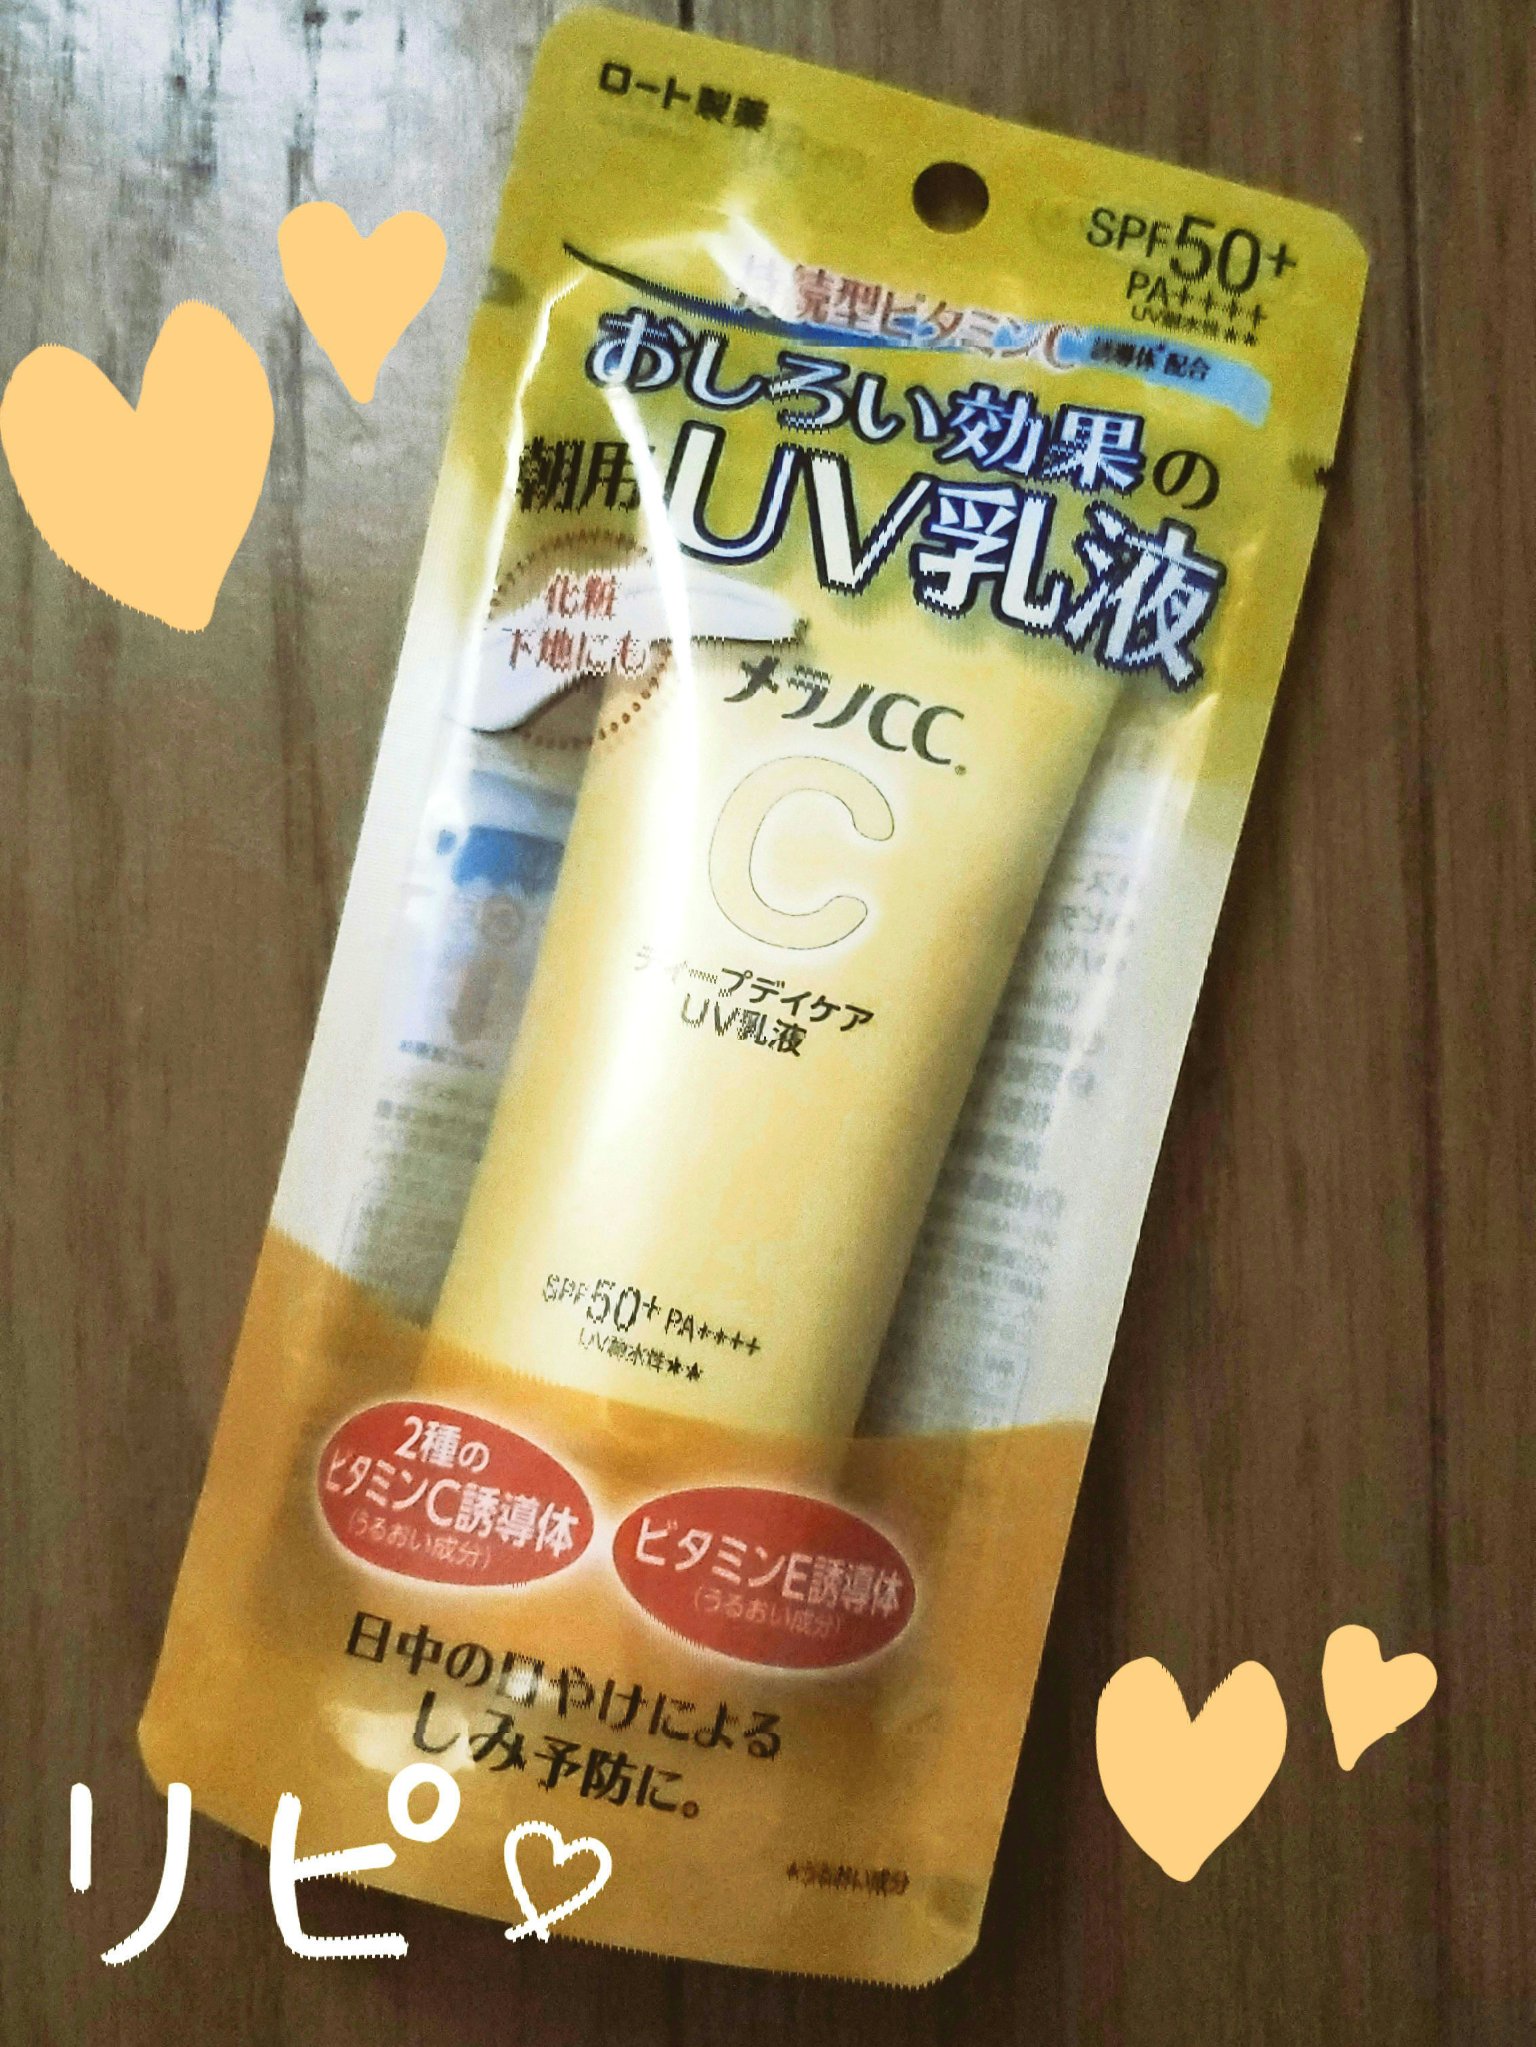 ロート製薬
SPF50+
PA++++
UV耐水性★★
持続型ビタミンC誘導体*配合
おしろい効果の
朝用UV乳液
化粧
下地にも
メラノCC®
C
ディープデイケア
UV乳液
SPF50+ PA++++
UV耐水性★★
2種の
ビタミンC誘導体
(うるおい成分)
ビタミンE誘導体
(うるおい成分)
日中の日やけによる
しみ予防に。
*うるおい成分
リピ♡